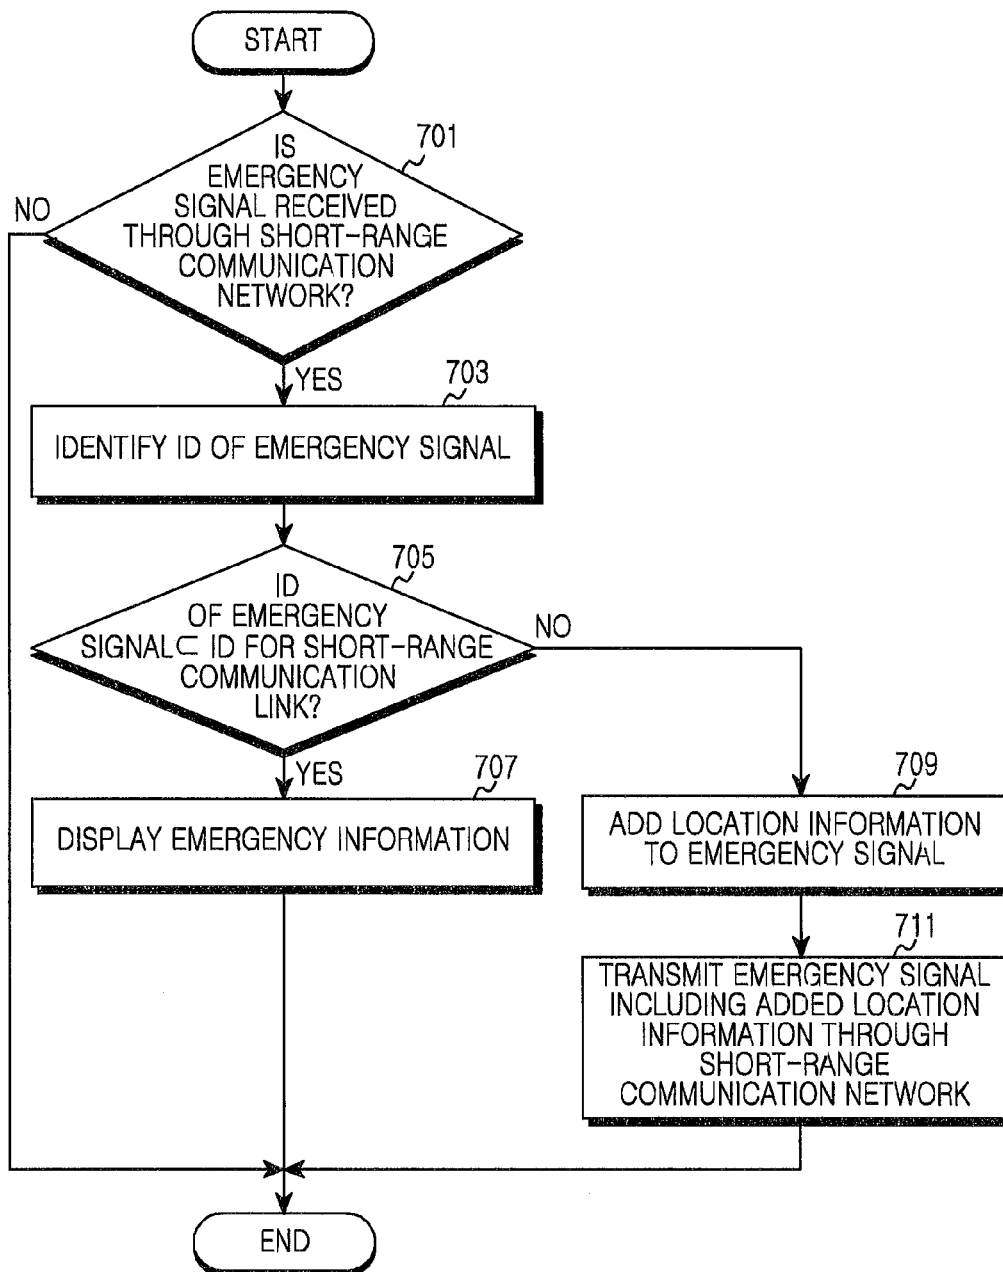 START
701
IS
EMERGENCY
SIGNAL RECEIVED
THROUGH SHORT-RANGE
COMMUNICATION
NETWORK?
NO
YES
703
IDENTIFY ID OF EMERGENCY SIGNAL
705
ID
OF EMERGENCY
SIGNAL⊂ ID FOR SHORT-RANGE
COMMUNICATION
LINK?
NO
YES
707
DISPLAY EMERGENCY INFORMATION
709
ADD LOCATION INFORMATION
TO EMERGENCY SIGNAL
711
TRANSMIT EMERGENCY SIGNAL
INCLUDING ADDED LOCATION
INFORMATION THROUGH
SHORT-RANGE
COMMUNICATION NETWORK
END